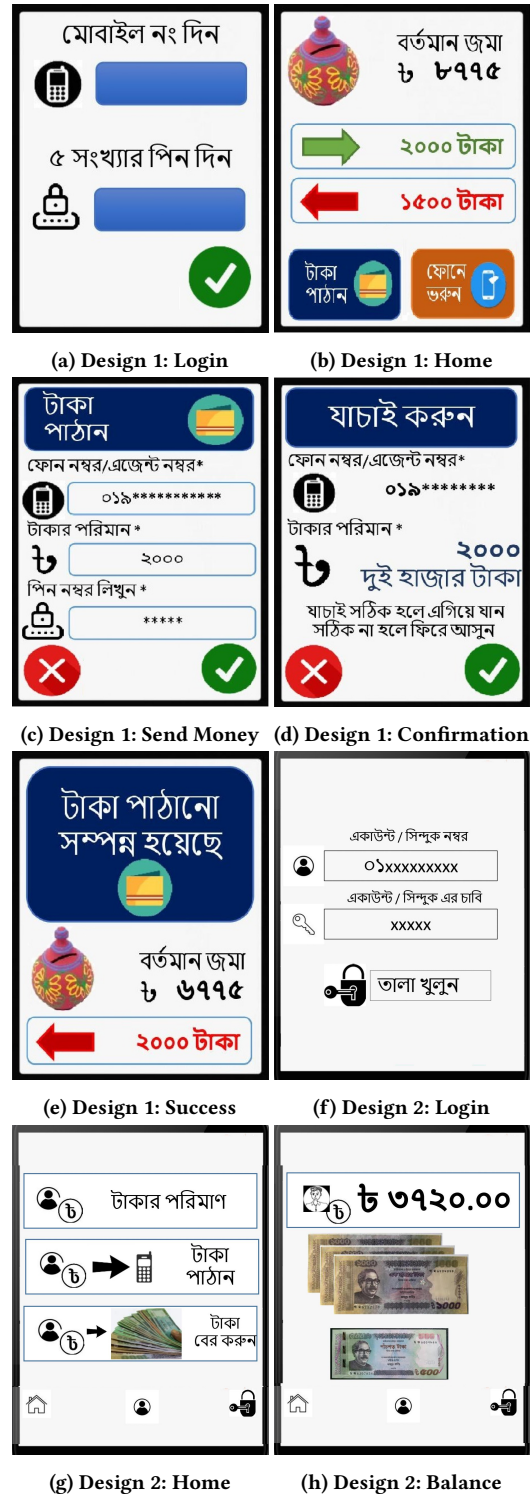 মোবাইল নং দিন
৫ সংখ্যার পিন দিন
(a) Design 1: Login
বর্তমান জমা
৳ ৮৭৭৫
২০০০ টাকা
১৫০০ টাকা
টাকা
পাঠান
ফোনে
ভরুন
(b) Design 1: Home
টাকা
পাঠান
ফোন নম্বর/এজেন্ট নম্বর*
০১৯***********
টাকার পরিমান *
৳
২০০০
পিন নম্বর লিখুন *
*****
(c) Design 1: Send Money
যাচাই করুন
ফোন নম্বর/এজেন্ট নম্বর*
০১৯********
টাকার পরিমান *
২০০০
৳
দুই হাজার টাকা
যাচাই সঠিক হলে এগিয়ে যান
সঠিক না হলে ফিরে আসুন
(d) Design 1: Confirmation
টাকা পাঠানো
সম্পন্ন হয়েছে
বর্তমান জমা
৳ ৬৭৭৫
২০০০ টাকা
(e) Design 1: Success
একাউন্ট / সিন্দুক নম্বর
০১xxxxxxxxx
একাউন্ট / সিন্দুক এর চাবি
xxxxx
তালা খুলুন
(f) Design 2: Login
৳
টাকার পরিমাণ
৳
টাকা
পাঠান
৳
টাকা
বের করুন
(g) Design 2: Home
৳
৳ ৩৭২০.০০
৳১০০০
৳৫০০
(h) Design 2: Balance